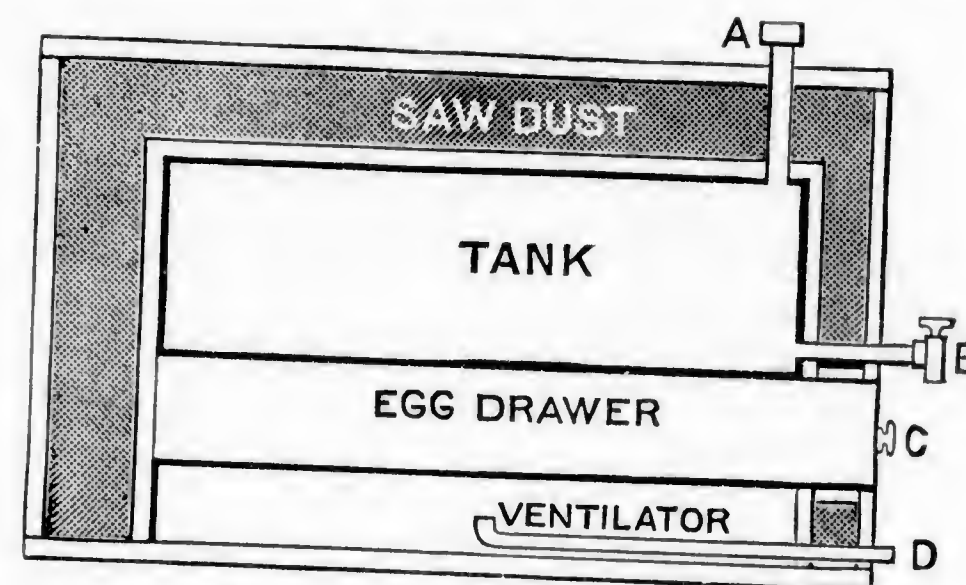 A
SAW DUST
TANK
EGG DRAWER
C
VENTILATOR
D